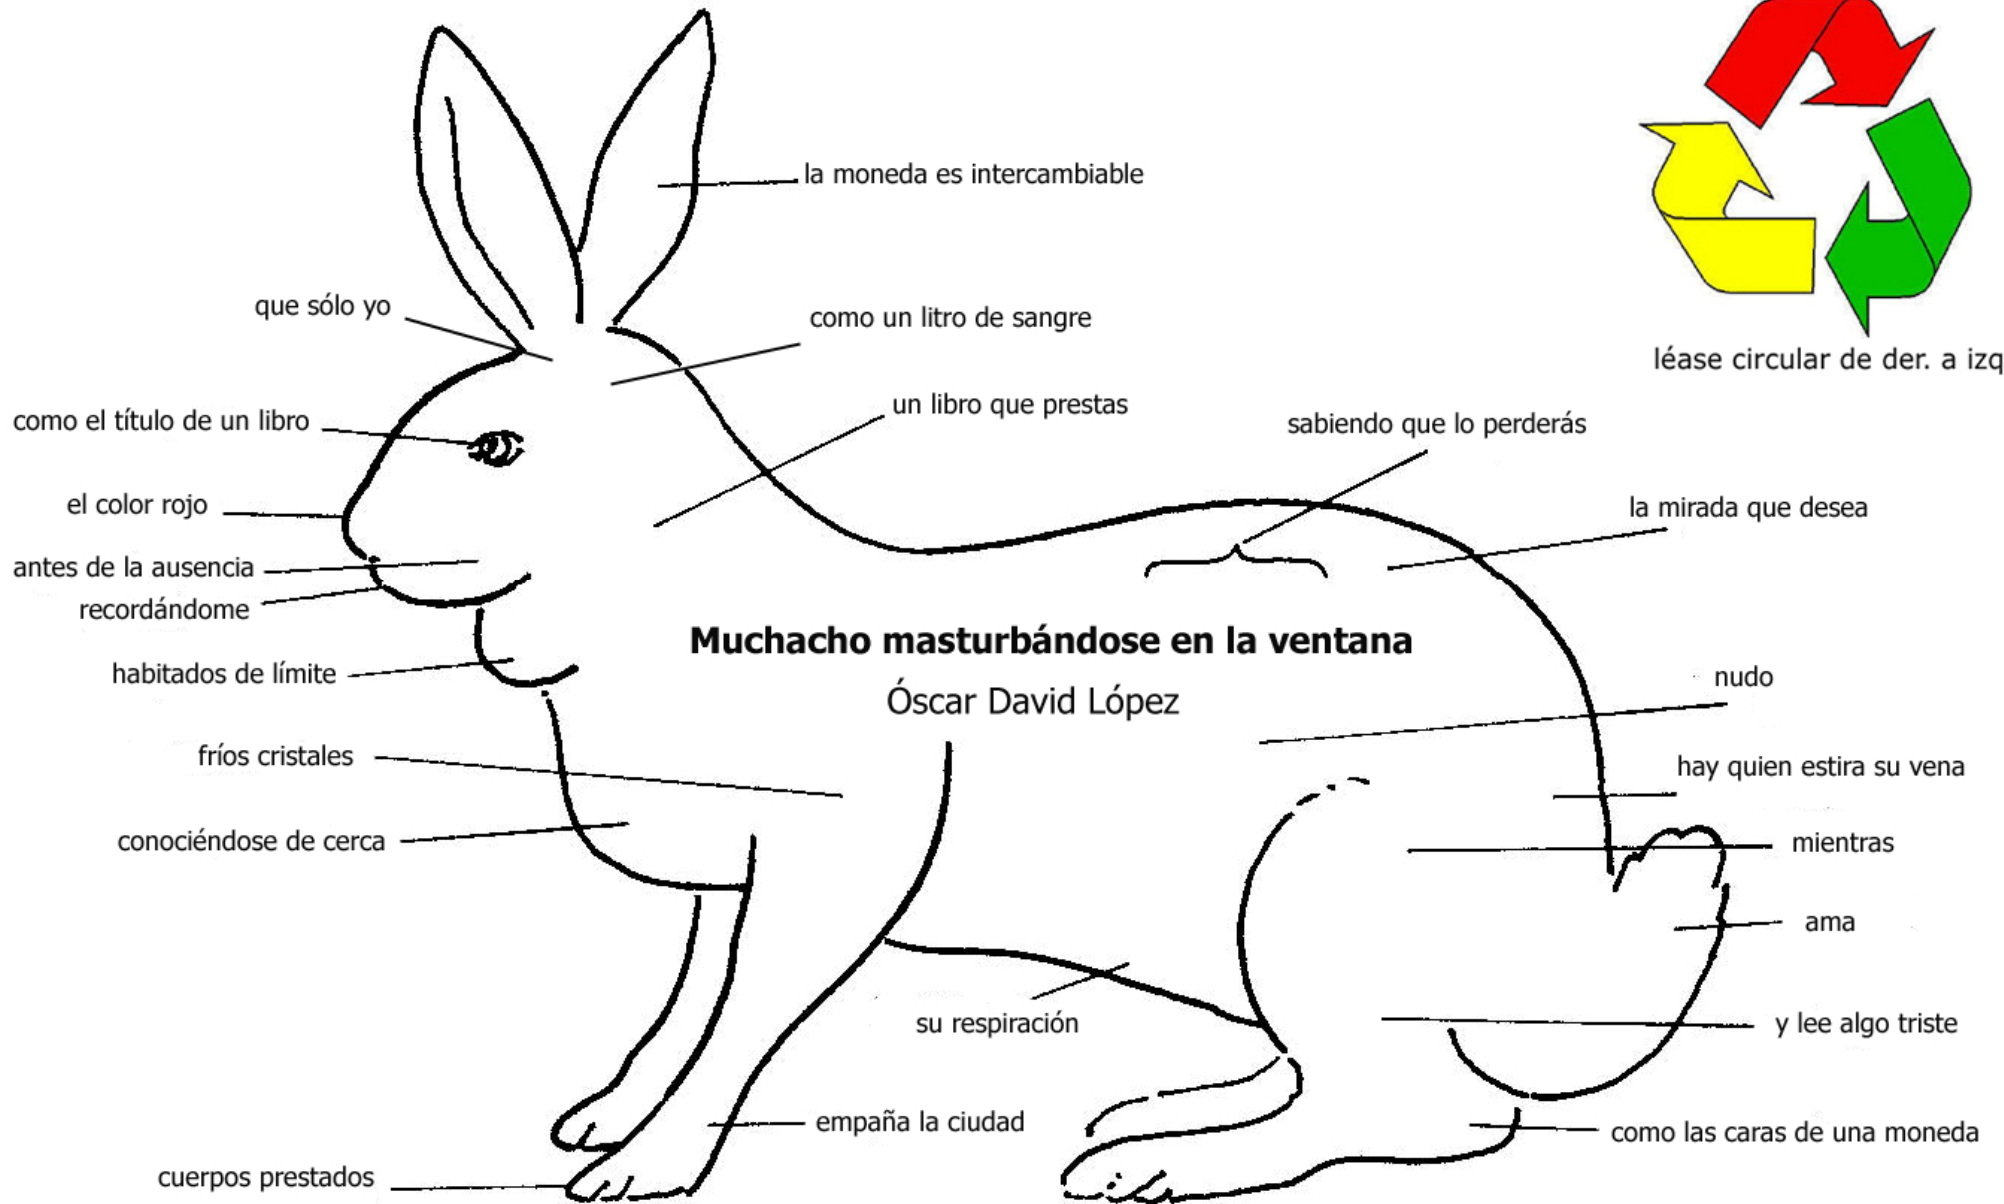 la moneda es intercambiable
que sólo yo
como un litro de sangre
léase circular de der. a izq
un libro que prestas
como el título de un libro
sabiendo que lo perderás
el color rojo
la mirada que desea
antes de la ausencia
recordándome
Muchacho masturbándose en la ventana
habitados de límite
nudo
Óscar David López
fríos cristales
hay quien estira su vena
conociéndose de cerca
mientras
ama
su respiración
y lee algo triste
empaña la ciudad
como las caras de una moneda
cuerpos prestados